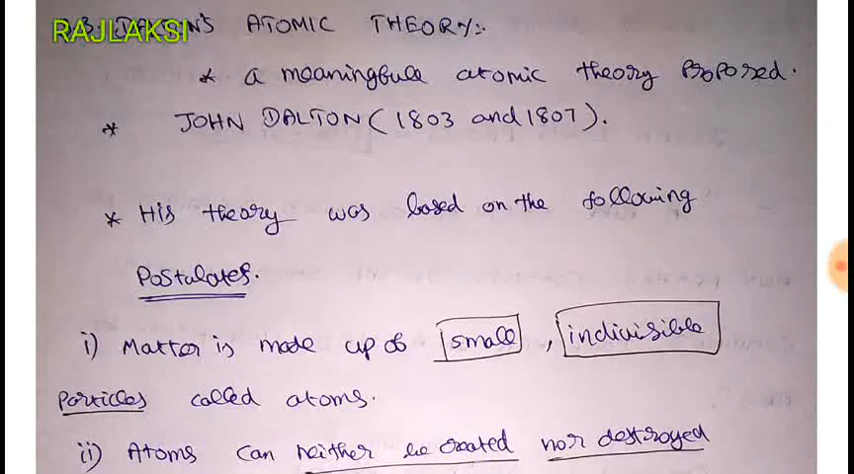 RAJLAKSI
DALTON'S ATOMIC THEORY:-
* a meaningfull atomic theory proposed.
* JOHN DALTON (1803 and 1807).
* His theory was based on the following
Postulates.
i) Matter is made up of small, indivisible
Particles called atoms.
ii) Atoms can neither be created nor destroyed